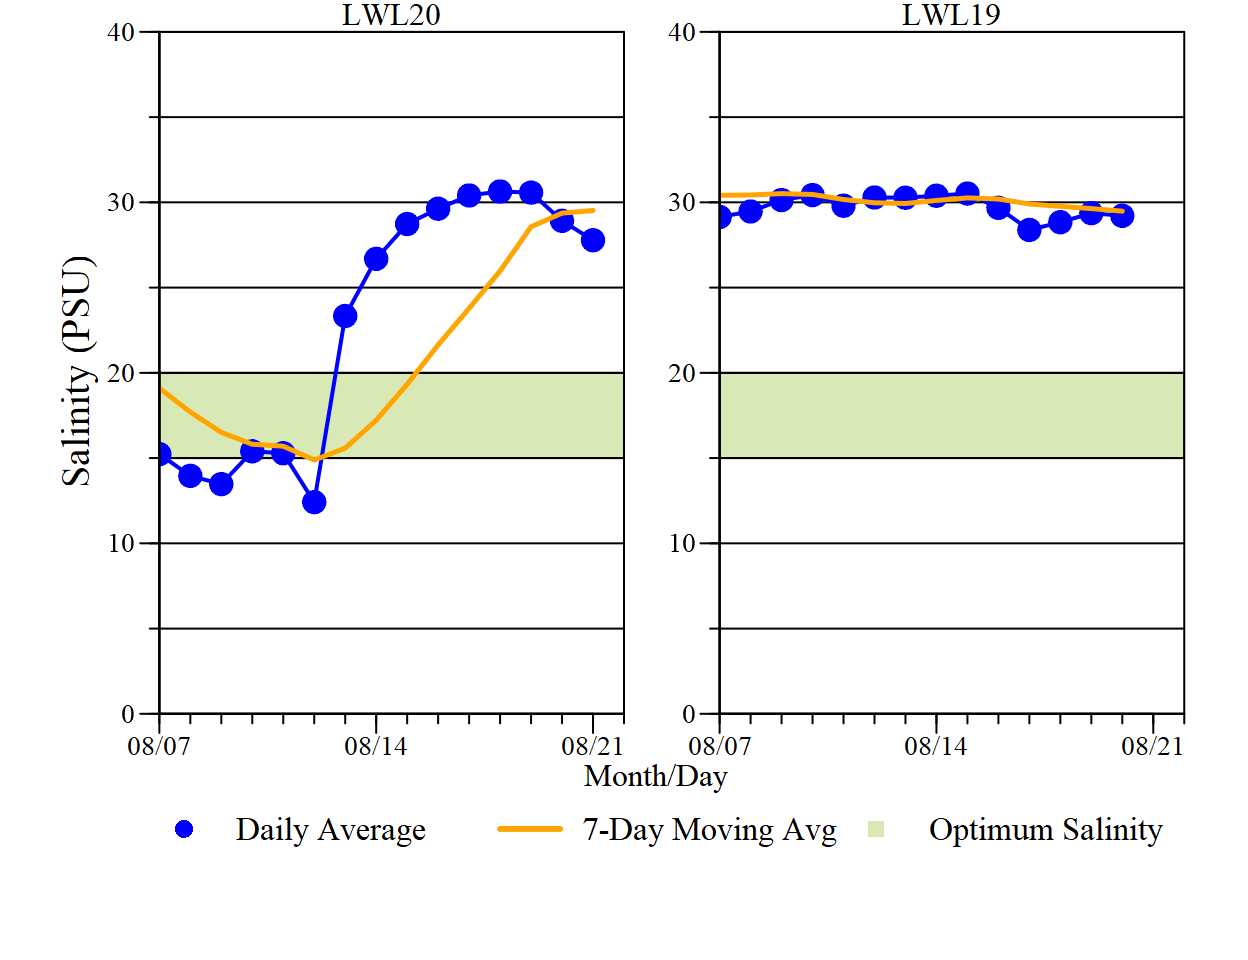 LWL20
LWL19
40
40
30
30
20
20
10
10
0
0
Salinity (PSU)
08/07
08/14
08/21
08/07
08/14
08/21
Month/Day
Daily Average
7-Day Moving Avg
Optimum Salinity